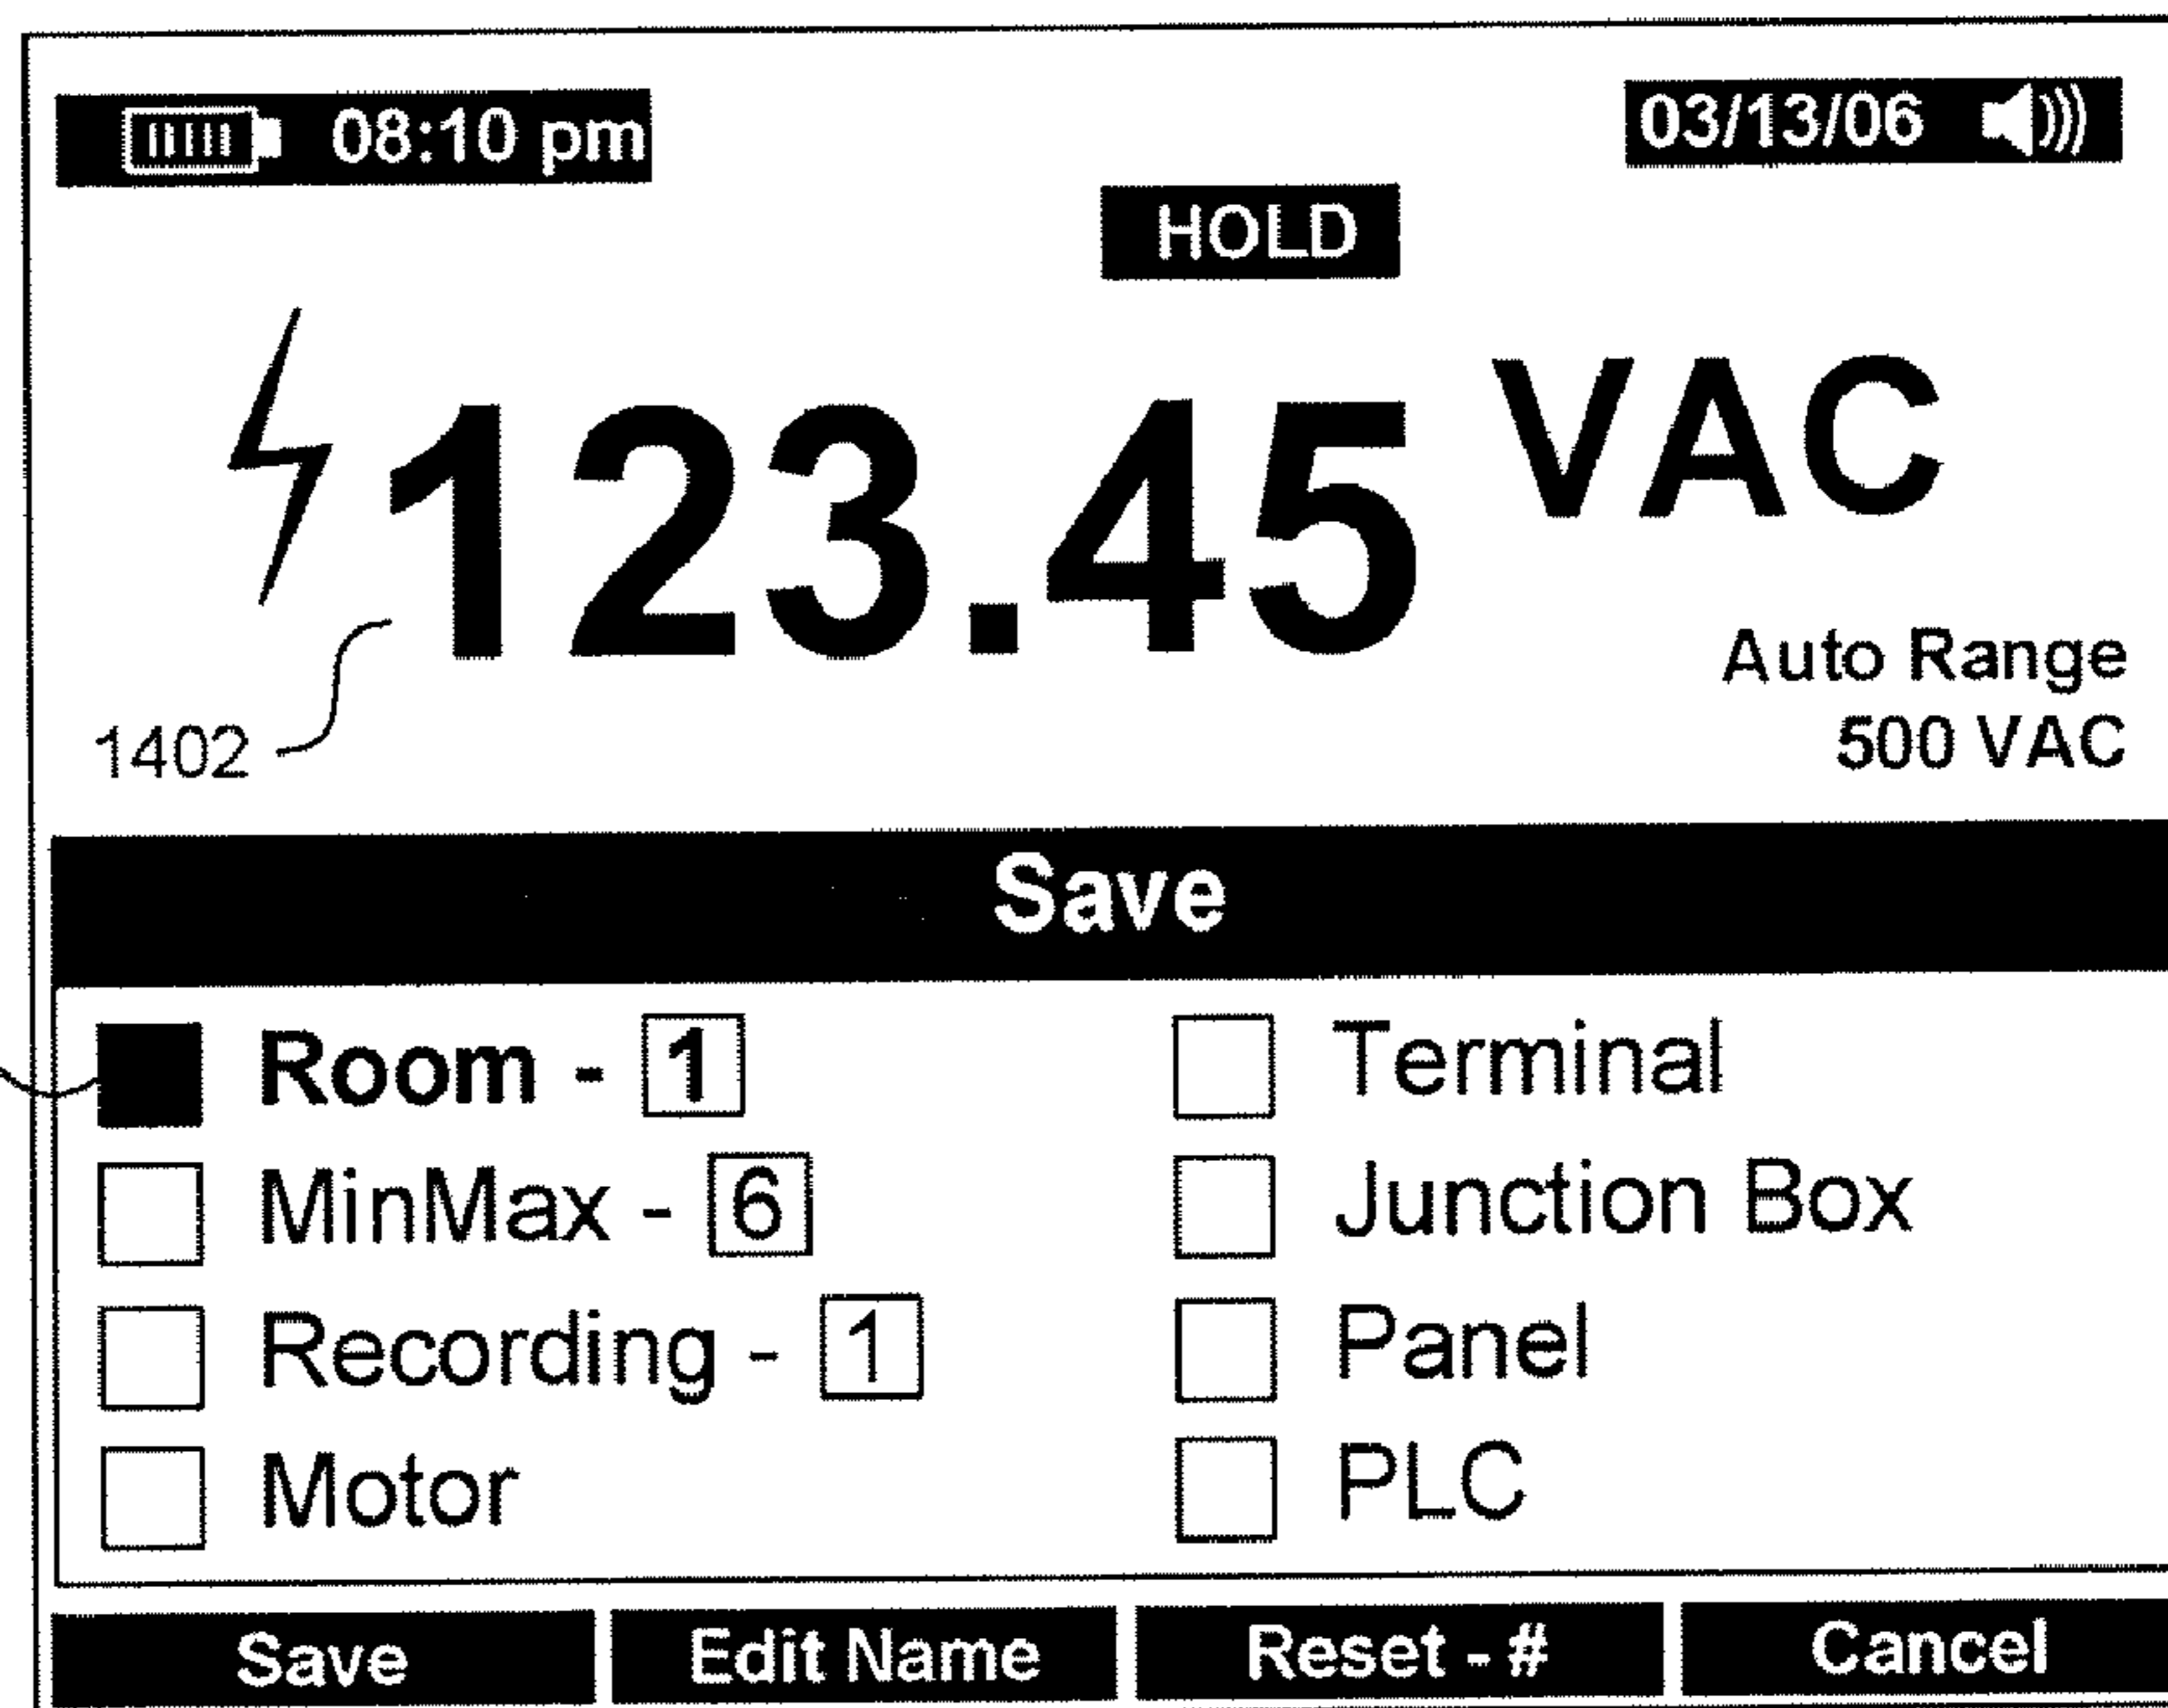 08:10 pm 03/13/06
HOLD
123.45 VAC
Auto Range
500 VAC
1402
Save
Room - 1 Terminal
MinMax - 6 Junction Box
Recording - 1 Panel
Motor PLC
Save Edit Name Reset - # Cancel